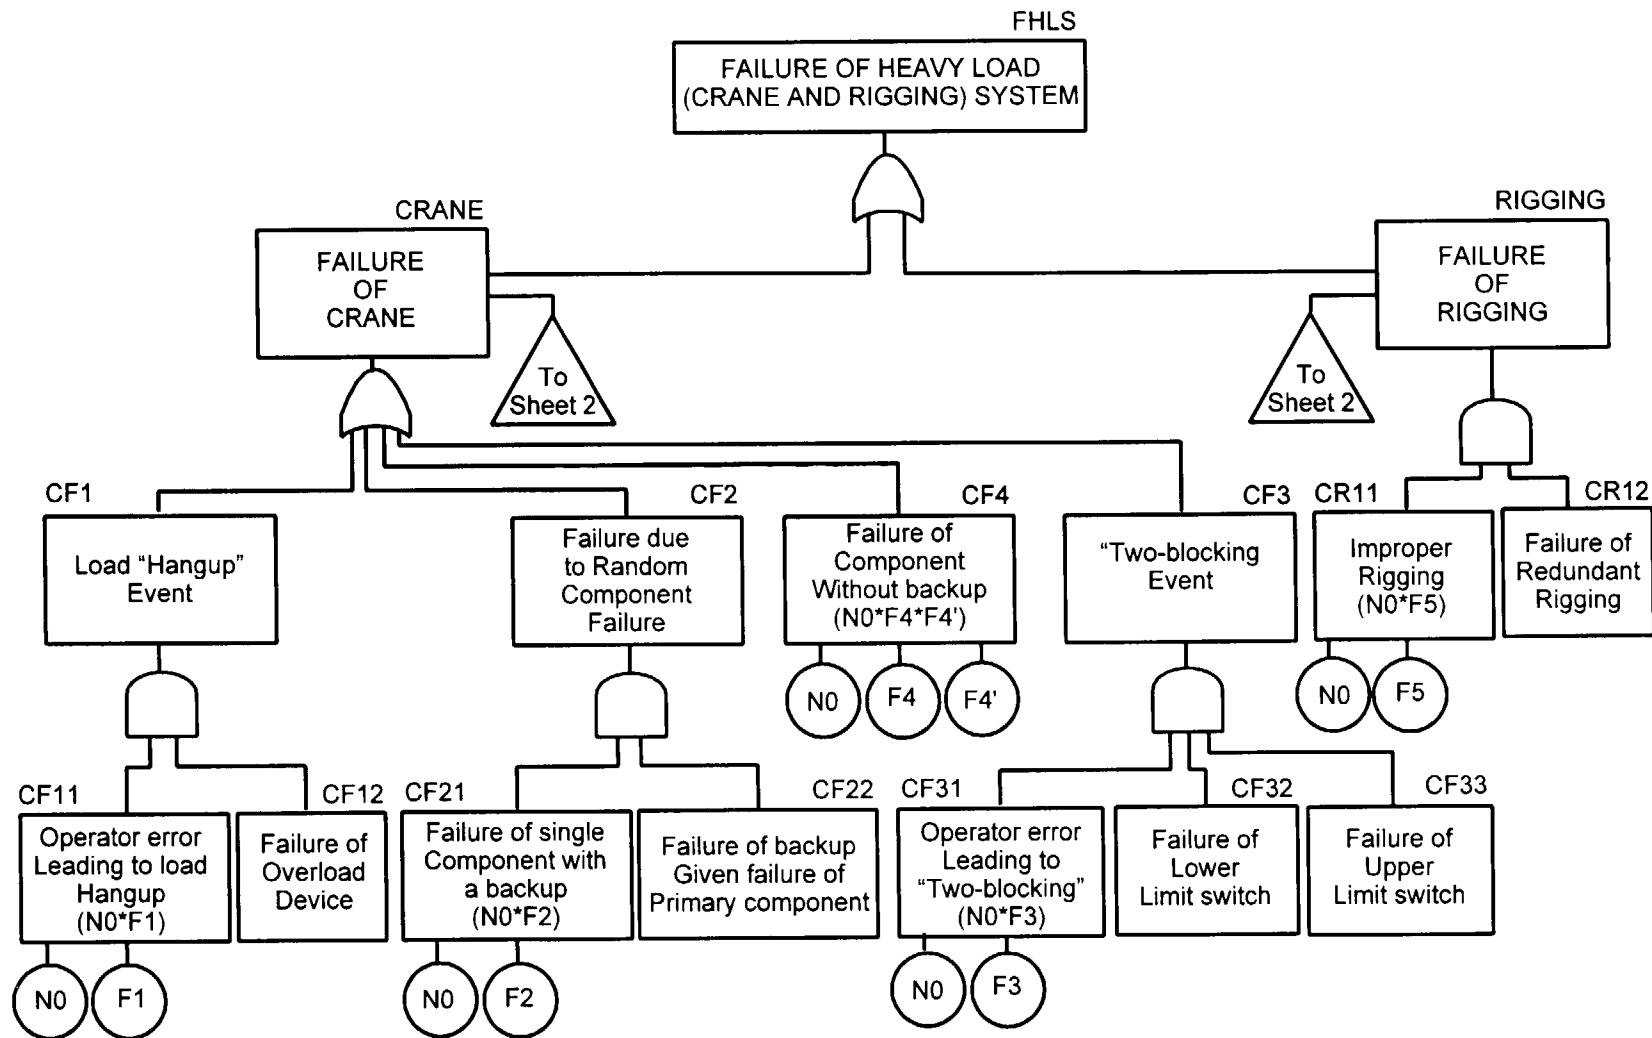 FHLS
FAILURE OF HEAVY LOAD
(CRANE AND RIGGING) SYSTEM
CRANE
FAILURE
OF
CRANE
To
Sheet 2
RIGGING
FAILURE
OF
RIGGING
To
Sheet 2
CF1
Load “Hangup”
Event
CF2
Failure due
to Random
Component
Failure
CF4
Failure of
Component
Without backup
(N0*F4*F4')
N0
F4
F4'
CF3
“Two-blocking
Event
CR11
Improper
Rigging
(N0*F5)
N0
F5
CR12
Failure of
Redundant
Rigging
CF11
Operator error
Leading to load
Hangup
(N0*F1)
N0
F1
CF12
Failure of
Overload
Device
CF21
Failure of single
Component with
a backup
(N0*F2)
N0
F2
CF22
Failure of backup
Given failure of
Primary component
CF31
Operator error
Leading to
“Two-blocking”
(N0*F3)
N0
F3
CF32
Failure of
Lower
Limit switch
CF33
Failure of
Upper
Limit switch